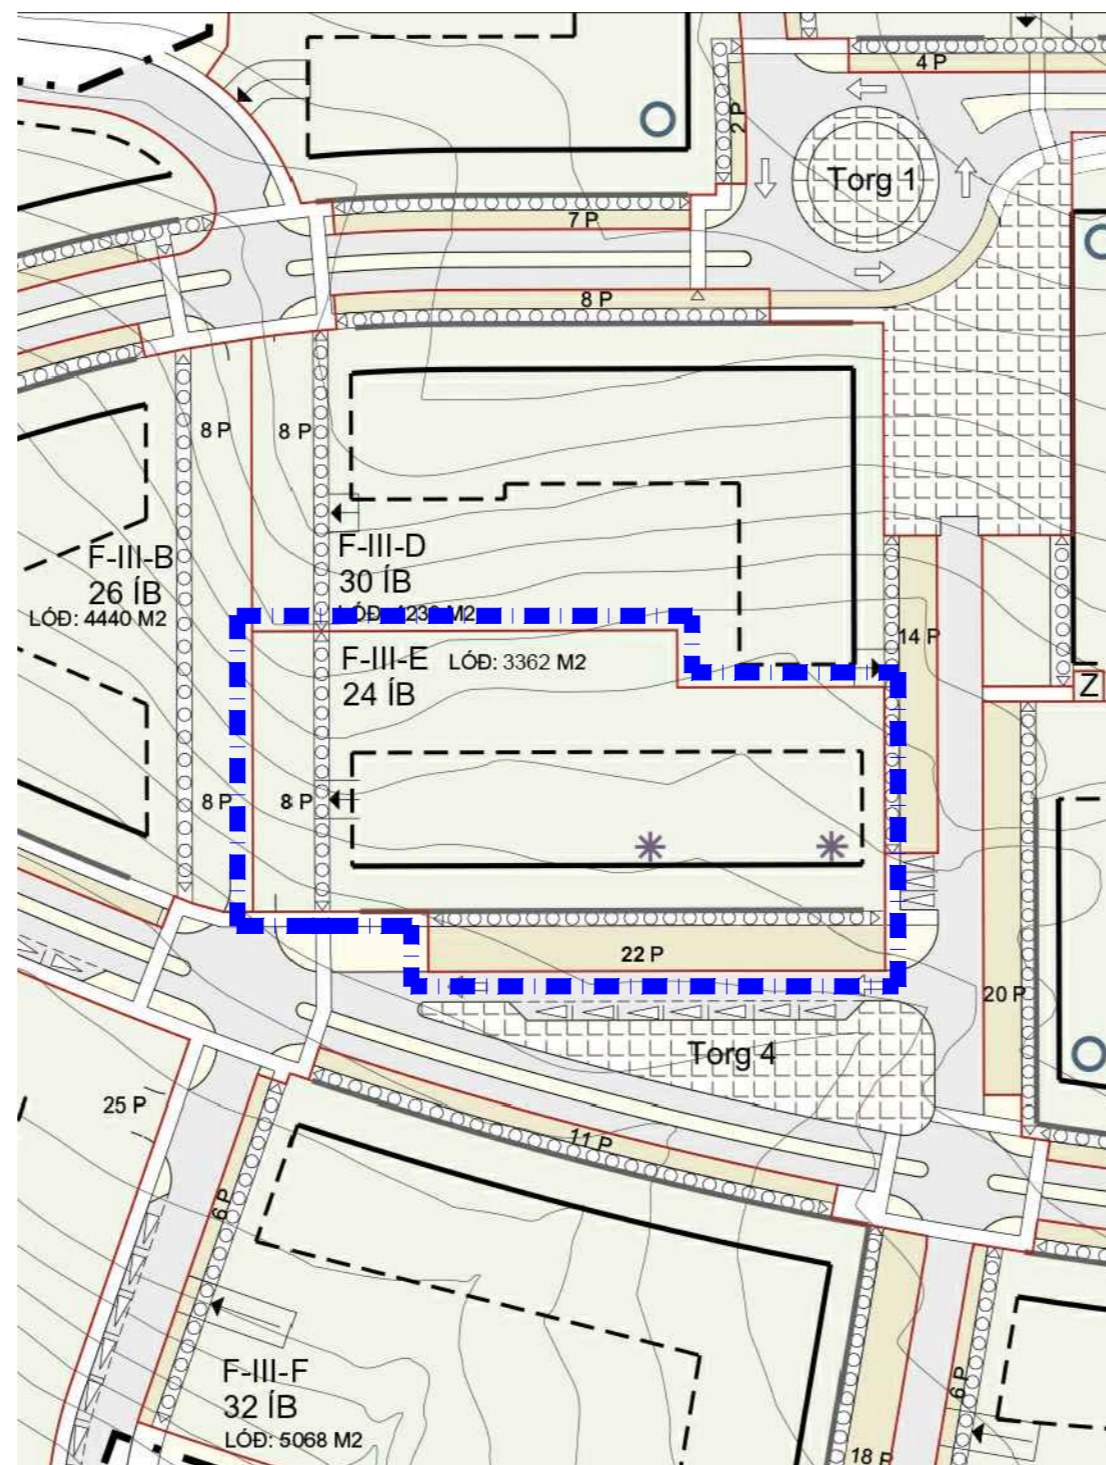 4 P
2 P
Torg 1
7 P
8 P
8 P
8 P
F-III-D
30 ÍB
F-III-B
26 ÍB
LÓÐ: 4440 M2
14 P
F-III-E LÓÐ: 3362 M2
24 ÍB
Z
8 P
8 P
22 P
20 P
Torg 4
25 P
11 P
6 P
F-III-F
32 ÍB
LÓÐ: 5068 M2
6 P
18 P